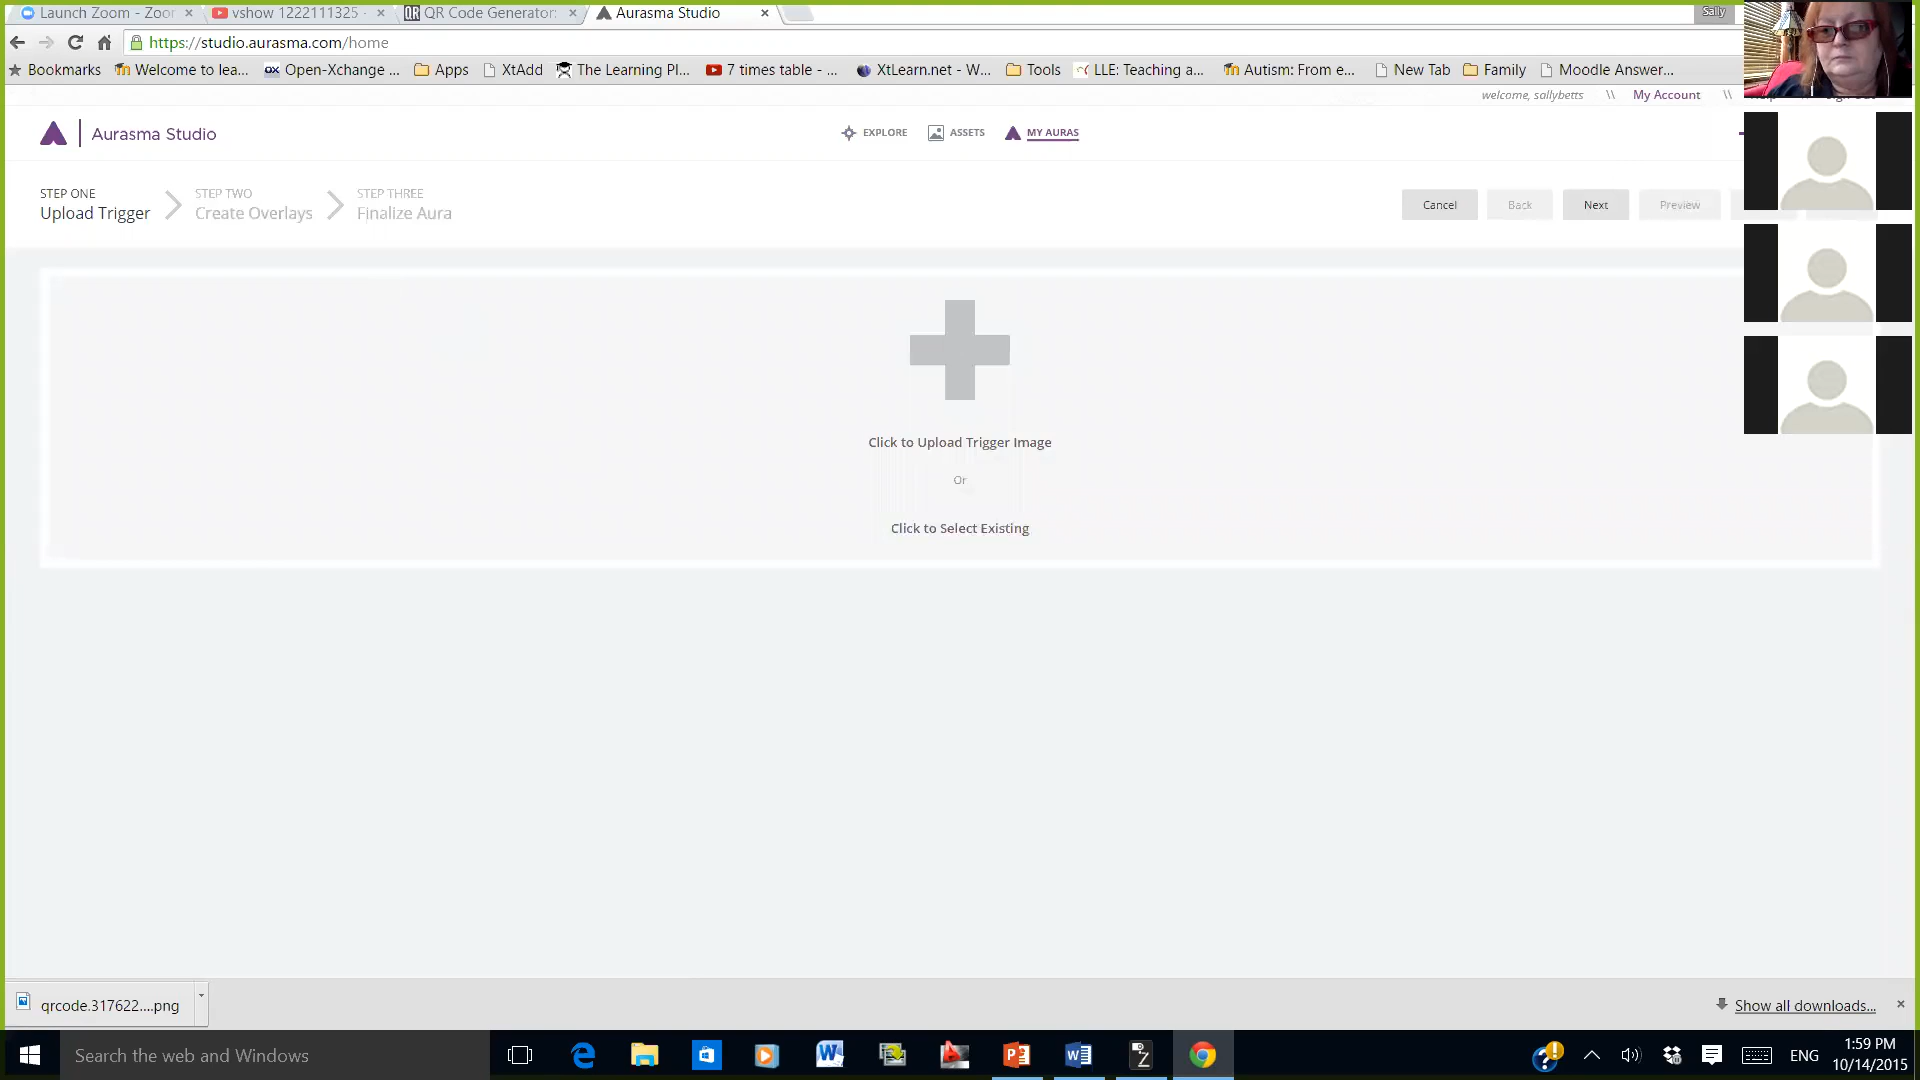 Launch Zoom - Zoor
vshow 1222111325 -
QR Code Generator:
Aurasma Studio
Sally
https://studio.aurasma.com/home
Bookmarks
Welcome to lea...
Open-Xchange ...
Apps
XtAdd
The Learning Pl...
7 times table - ...
XtLearn.net - W...
Tools
LLE: Teaching a...
Autism: From e...
New Tab
Family
Moodle Answer...
welcome, sallybetts \\ My Account \\
Aurasma Studio
EXPLORE
ASSETS
MY AURAS
STEP ONE
Upload Trigger
STEP TWO
Create Overlays
STEP THREE
Finalize Aura
Cancel
Back
Next
Preview
Click to Upload Trigger Image
Or
Click to Select Existing
qrcode.317622....png
Show all downloads...
Search the web and Windows
ENG
1:59 PM
10/14/2015